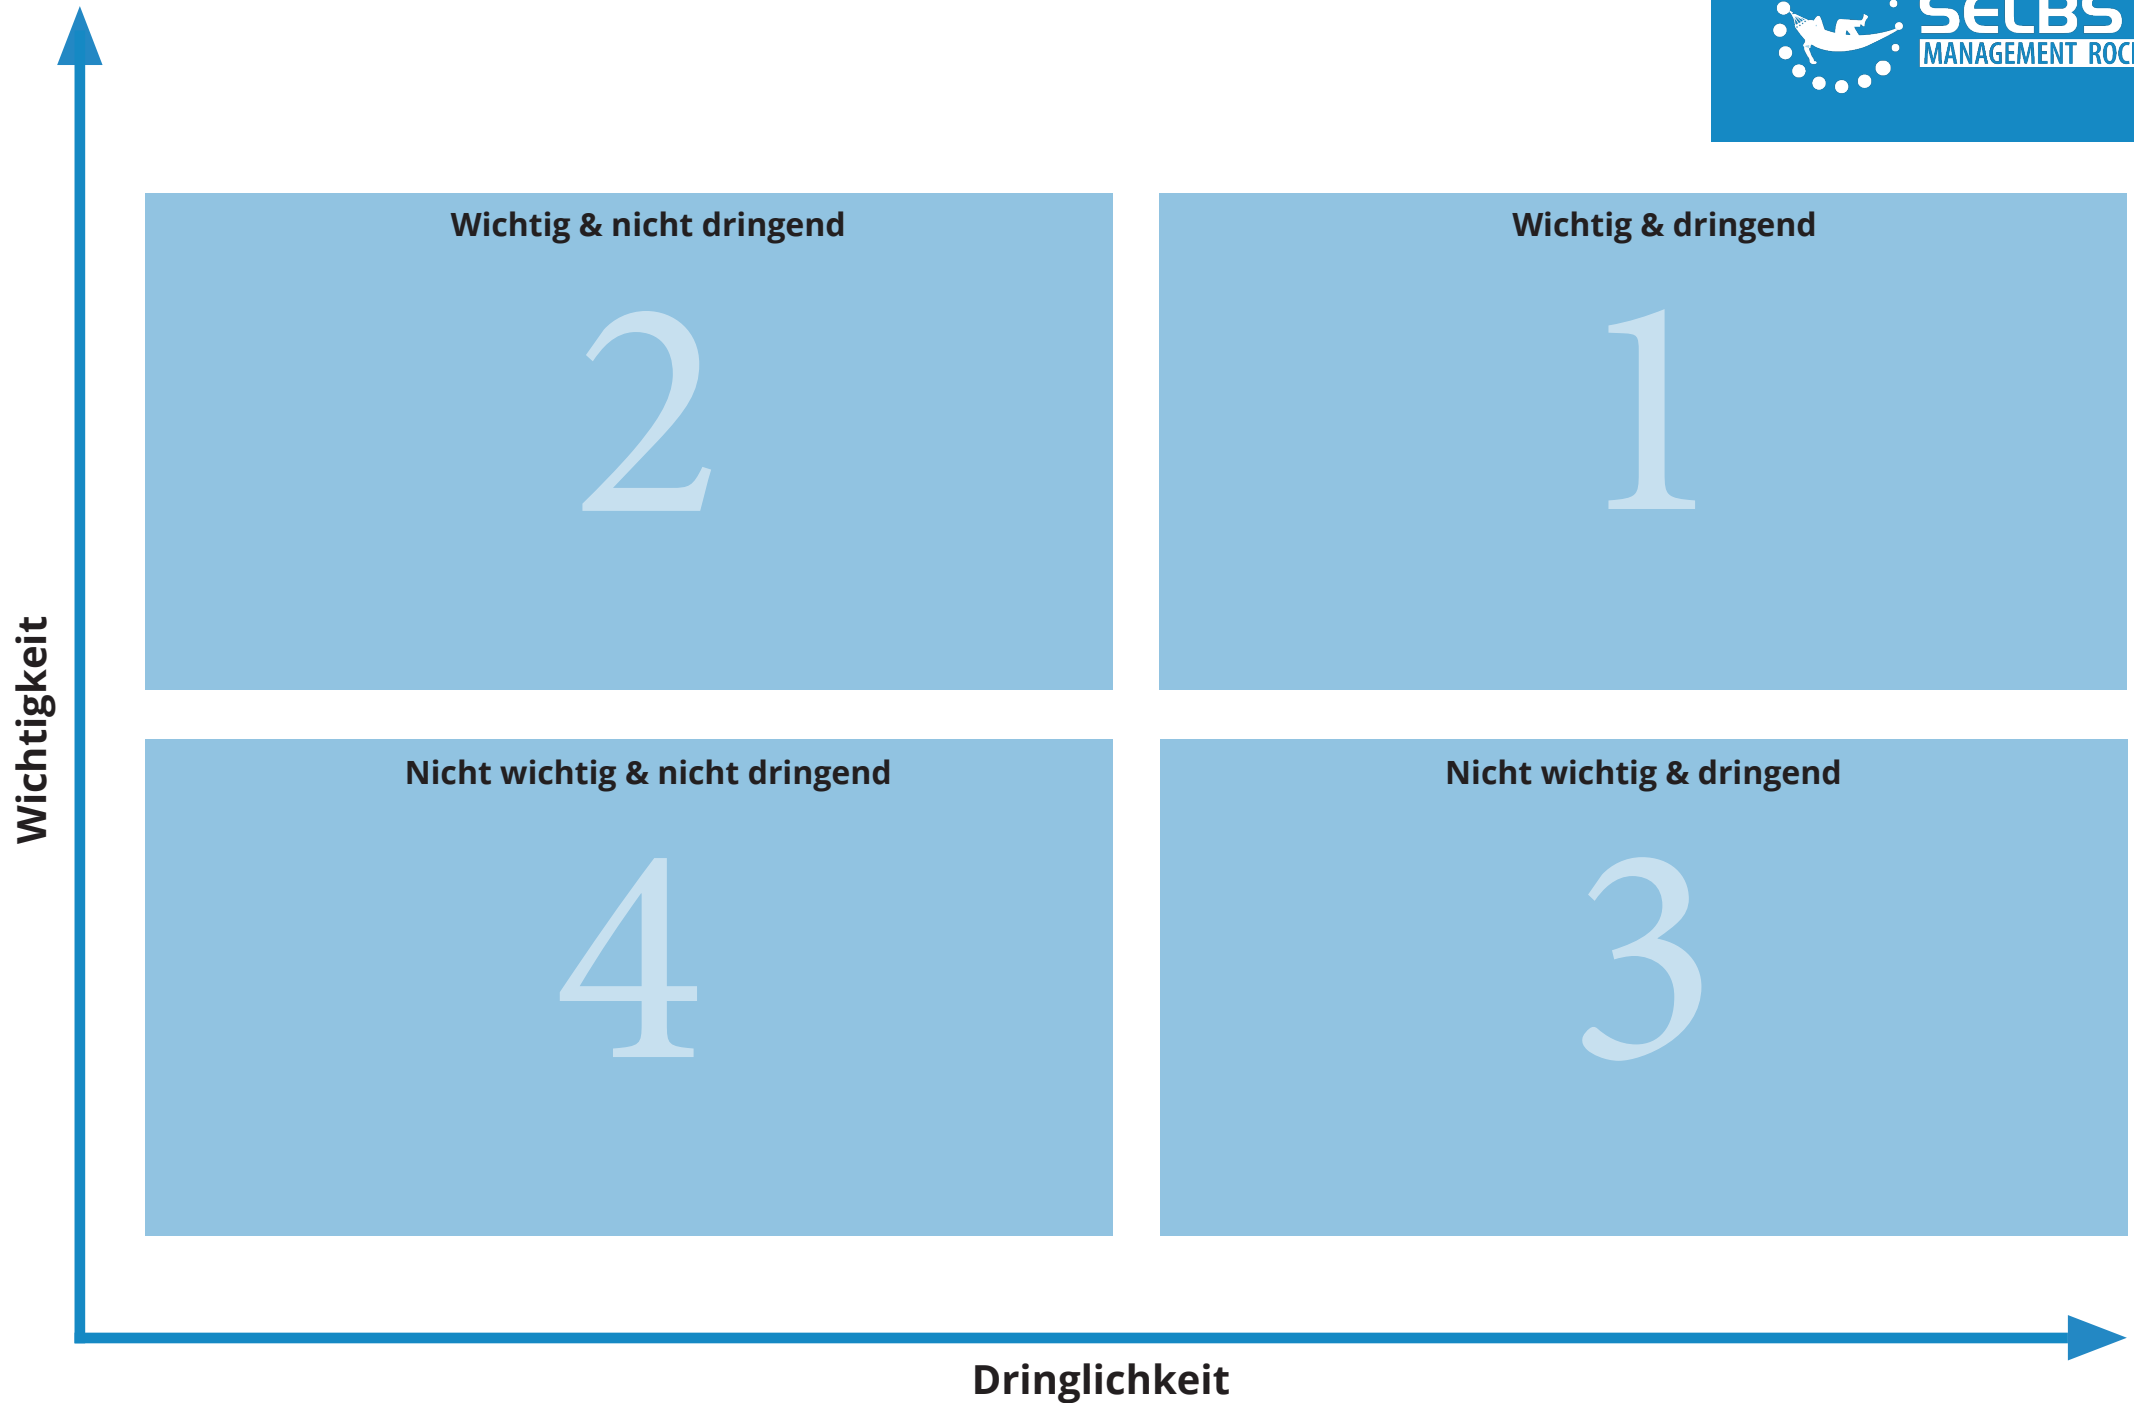 SELBS
MANAGEMENT
Wichtig & nicht dringend
Wichtig & dringend
2
1
Wichtigkeit
Nicht wichtig & nicht dringend
Nicht wichtig & dringend
4
3
Dringlichkeit